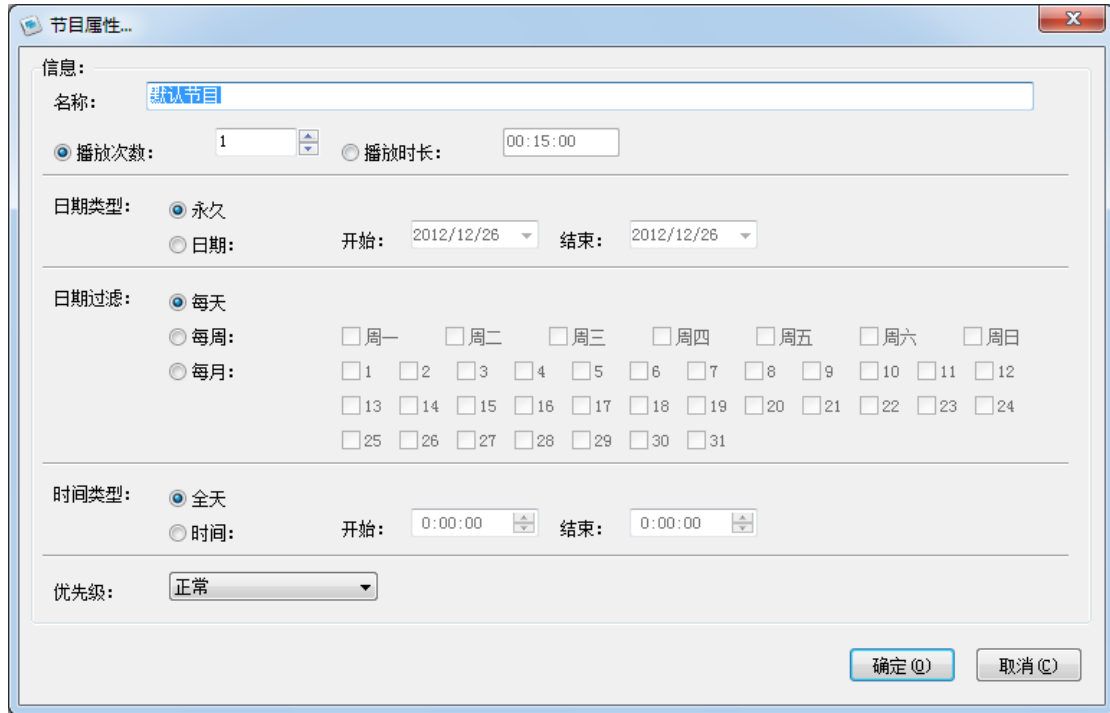 节目属性...
信息:
名称: 默认节目
播放次数: 1 播放时长: 00:15:00
日期类型: 永久
日期: 开始: 2012/12/26 结束: 2012/12/26
日期过滤: 每天
每周: 周一 周二 周三 周四 周五 周六 周日
每月: 1 2 3 4 5 6 7 8 9 10 11 12
13 14 15 16 17 18 19 20 21 22 23 24
25 26 27 28 29 30 31
时间类型: 全天
时间: 开始: 0:00:00 结束: 0:00:00
优先级: 正常
确定(O) 取消(C)